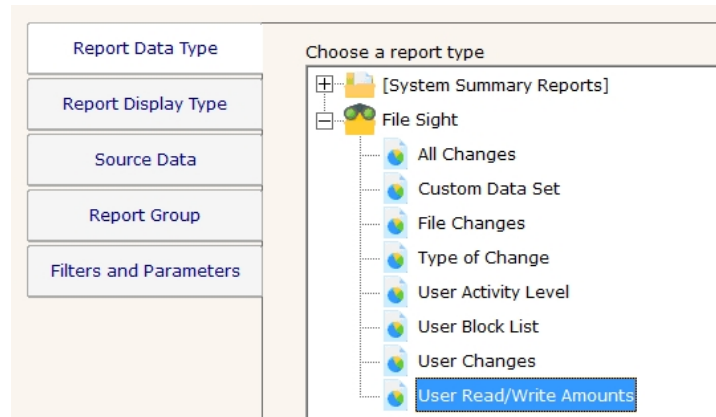 Report Data Type
Report Display Type
Source Data
Report Group
Filters and Parameters
Choose a report type
[System Summary Reports]
File Sight
All Changes
Custom Data Set
File Changes
Type of Change
User Activity Level
User Block List
User Changes
User Read/Write Amounts